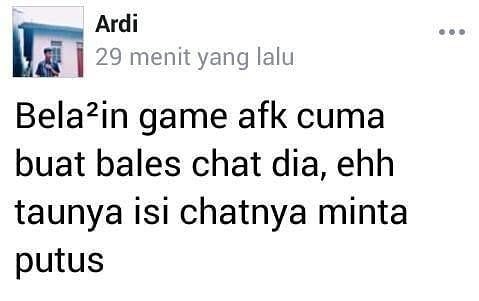 Ardi
29 menit yang lalu
Bela²in game afk cuma
buat bales chat dia, ehh
taunya isi chatnya minta
putus